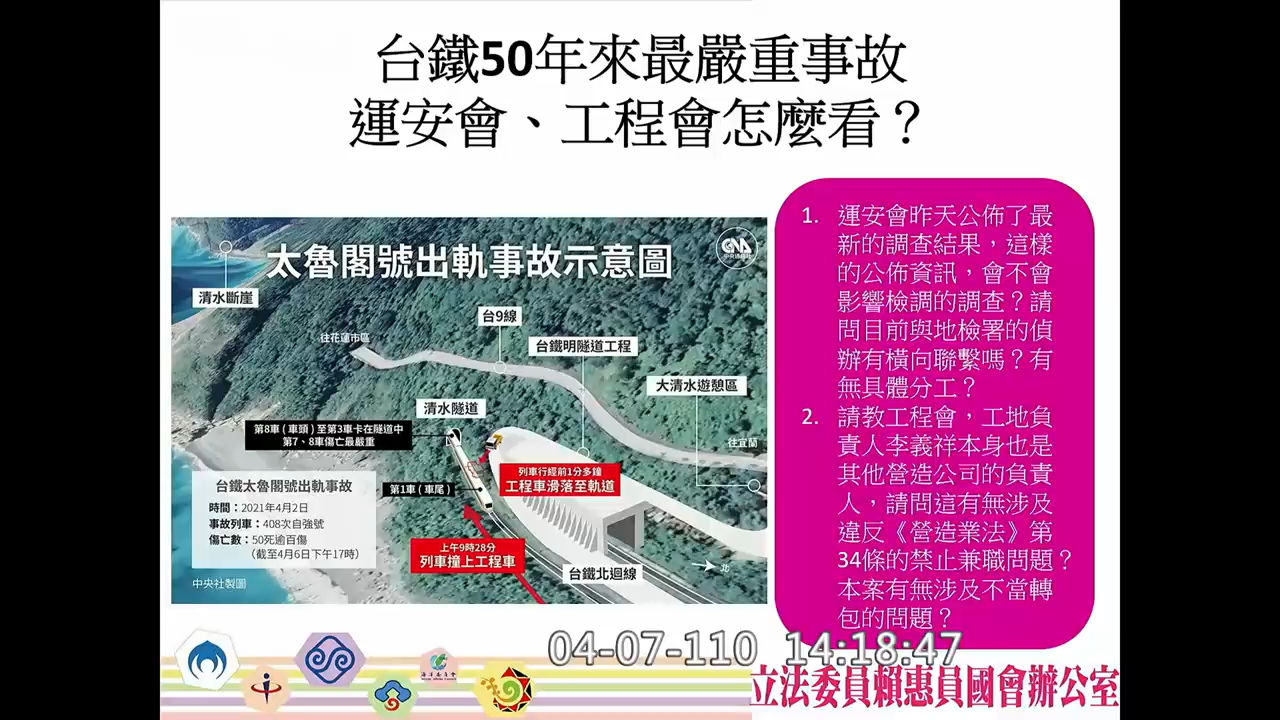 台鐵50年來最嚴重事故
運安會、工程會怎麼看？
太魯閣號出軌事故示意圖
CNA
中央通訊社
清水斷崖
台9線
往花蓮市區
台鐵明隧道工程
大清水遊憩區
清水隧道
往宜蘭
第8車(車頭)至第3車卡在隧道中
第7、8車傷亡最嚴重
列車行經前1分多鐘
工程車滑落至軌道
第1車(車尾)
台鐵太魯閣號出軌事故
時間：2021年4月2日
事故列車：408次自強號
傷亡數：50死逾百傷
(截至4月6日下午17時)
上午9時28分
列車撞上工程車
台鐵北迴線
北
中央社製圖
1. 運安會昨天公佈了最
新的調查結果，這樣
的公佈資訊，會不會
影響檢調的調查？請
問目前與地檢署的偵
辦有橫向聯繫嗎？有
無具體分工？
2. 請教工程會，工地負
責人李義祥本身也是
其他營造公司的負責
人，請問這有無涉及
違反《營造業法》第
34條的禁止兼職問題？
本案有無涉及不當轉
包的問題？
04-07-110 14:18:47
海洋委員會
立法委員賴惠員國會辦公室